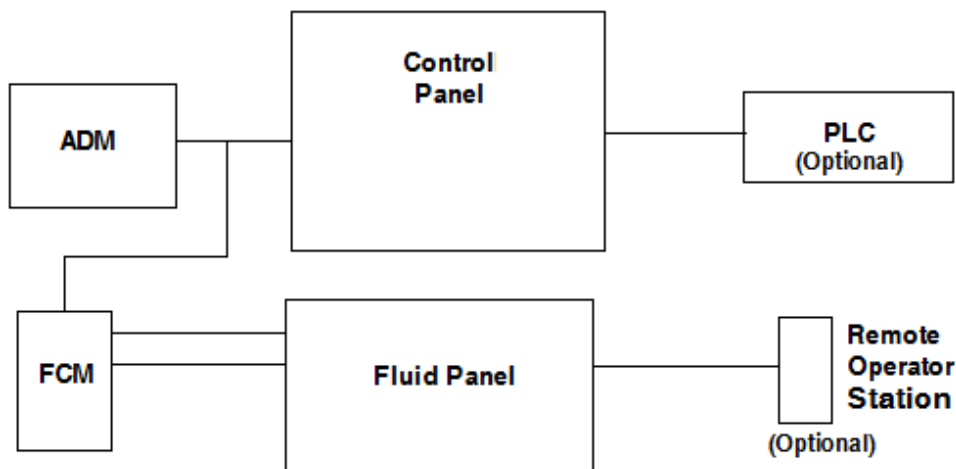 Control
Panel
ADM
PLC
(Optional)
FCM
Fluid Panel
Remote
Operator
Station
(Optional)